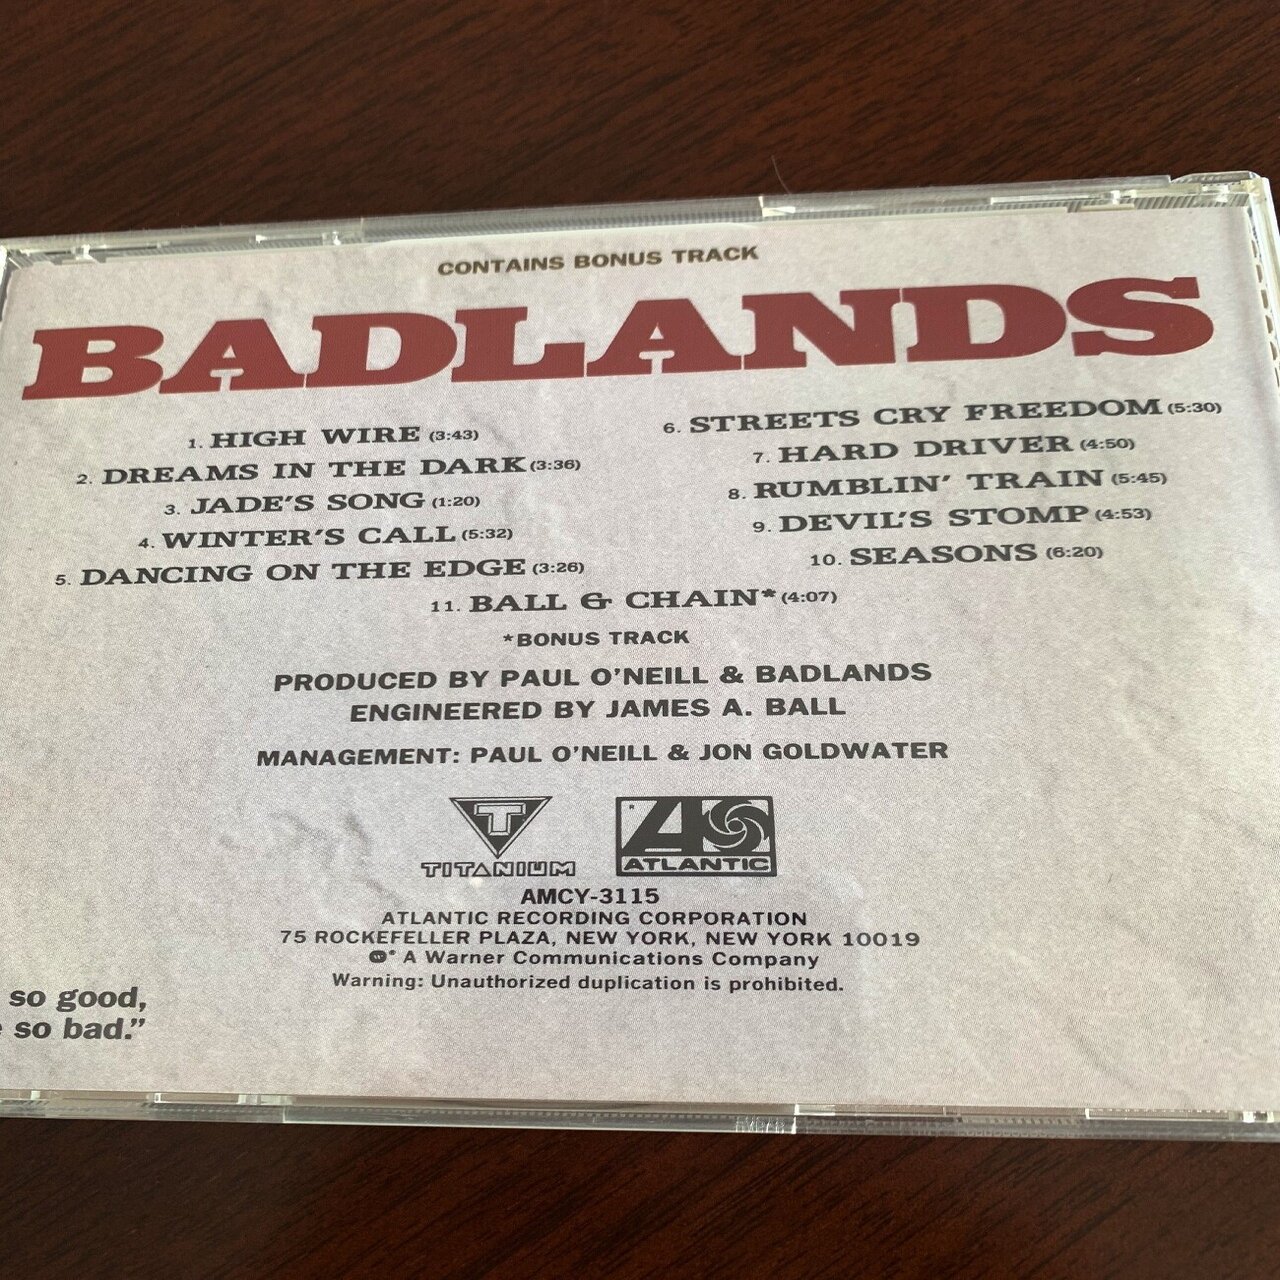 CONTAINS BONUS TRACK
BADLANDS
1. HIGH WIRE (3:43)
2. DREAMS IN THE DARK (3:36)
3. JADE'S SONG (1:20)
4. WINTER'S CALL (5:32)
5. DANCING ON THE EDGE (3:26)
6. STREETS CRY FREEDOM (5:30)
7. HARD DRIVER (4:50)
8. RUMBLIN' TRAIN (5:45)
9. DEVIL'S STOMP (4:53)
10. SEASONS (6:20)
11. BALL & CHAIN* (4:07)
*BONUS TRACK
PRODUCED BY PAUL O'NEILL & BADLANDS
ENGINEERED BY JAMES A. BALL
MANAGEMENT: PAUL O'NEILL & JON GOLDWATER
T
TITANIUM
A
ATLANTIC
AMCY-3115
ATLANTIC RECORDING CORPORATION
75 ROCKEFELLER PLAZA, NEW YORK, NEW YORK 10019
A Warner Communications Company
Warning: Unauthorized duplication is prohibited.
so good,
so bad."